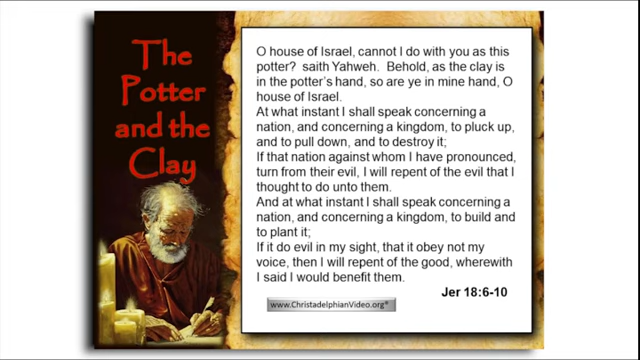 The
Potter
and the
Clay
O house of Israel, cannot I do with you as this
potter?  saith Yahweh.  Behold, as the clay is
in the potter's hand, so are ye in mine hand, O
house of Israel.
At what instant I shall speak concerning a
nation, and concerning a kingdom, to pluck up,
and to pull down, and to destroy it;
If that nation against whom I have pronounced,
turn from their evil, I will repent of the evil that I
thought to do unto them.
And at what instant I shall speak concerning a
nation, and concerning a kingdom, to build and
to plant it;
If it do evil in my sight, that it obey not my
voice, then I will repent of the good, wherewith
I said I would benefit them.
Jer 18:6-10
www.ChristadelphianVideo.org®